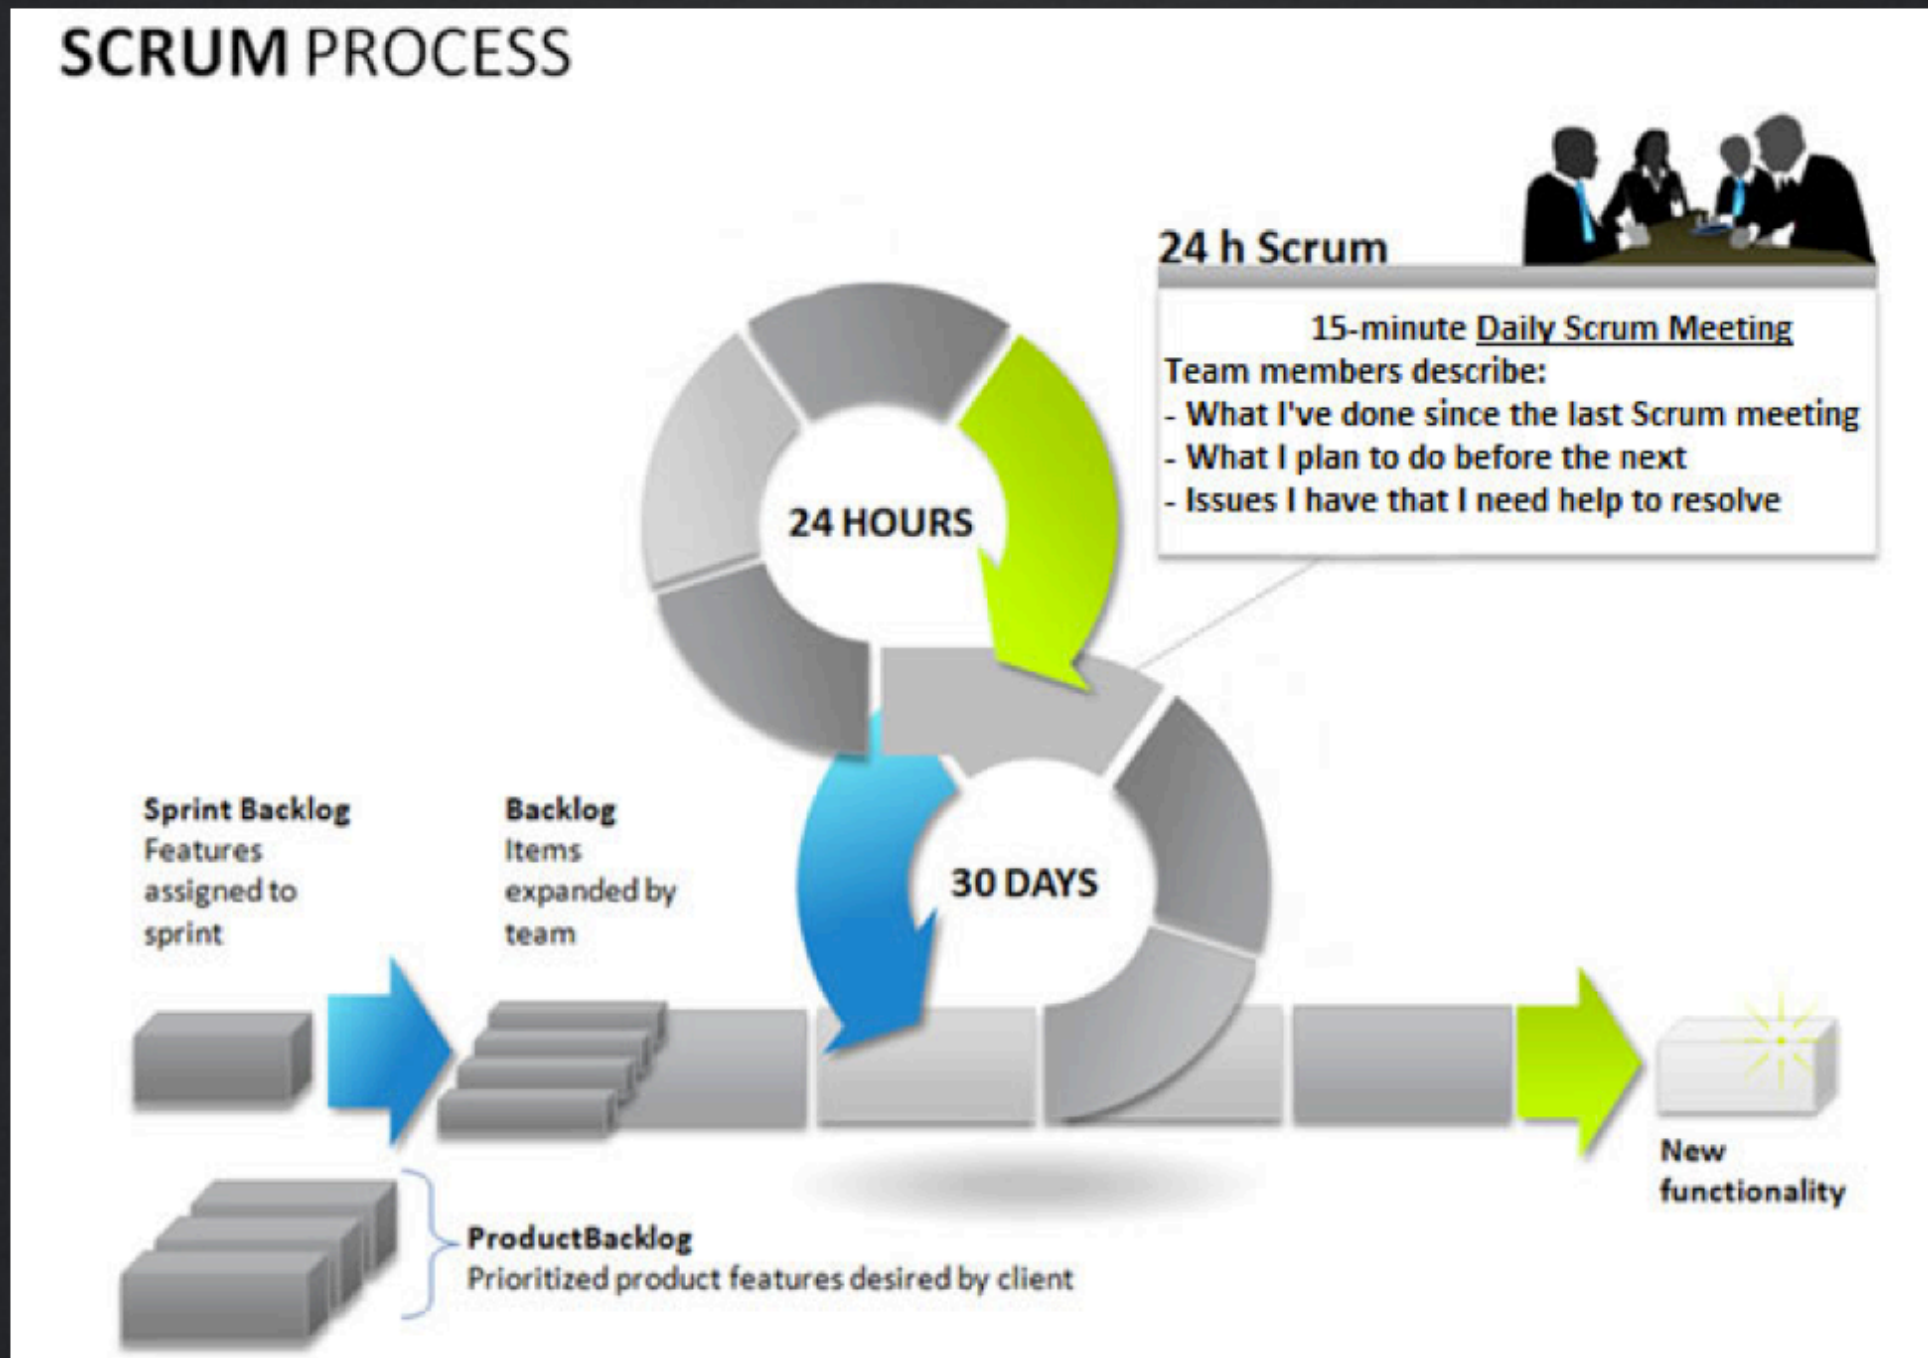 SCRUM PROCESS
24 h Scrum
15-minute Daily Scrum Meeting
Team members describe:
- What I've done since the last Scrum meeting
- What I plan to do before the next
- Issues I have that I need help to resolve
24 HOURS
30 DAYS
Sprint Backlog
Features
assigned to
sprint
Backlog
Items
expanded by
team
New
functionality
ProductBacklog
Prioritized product features desired by client